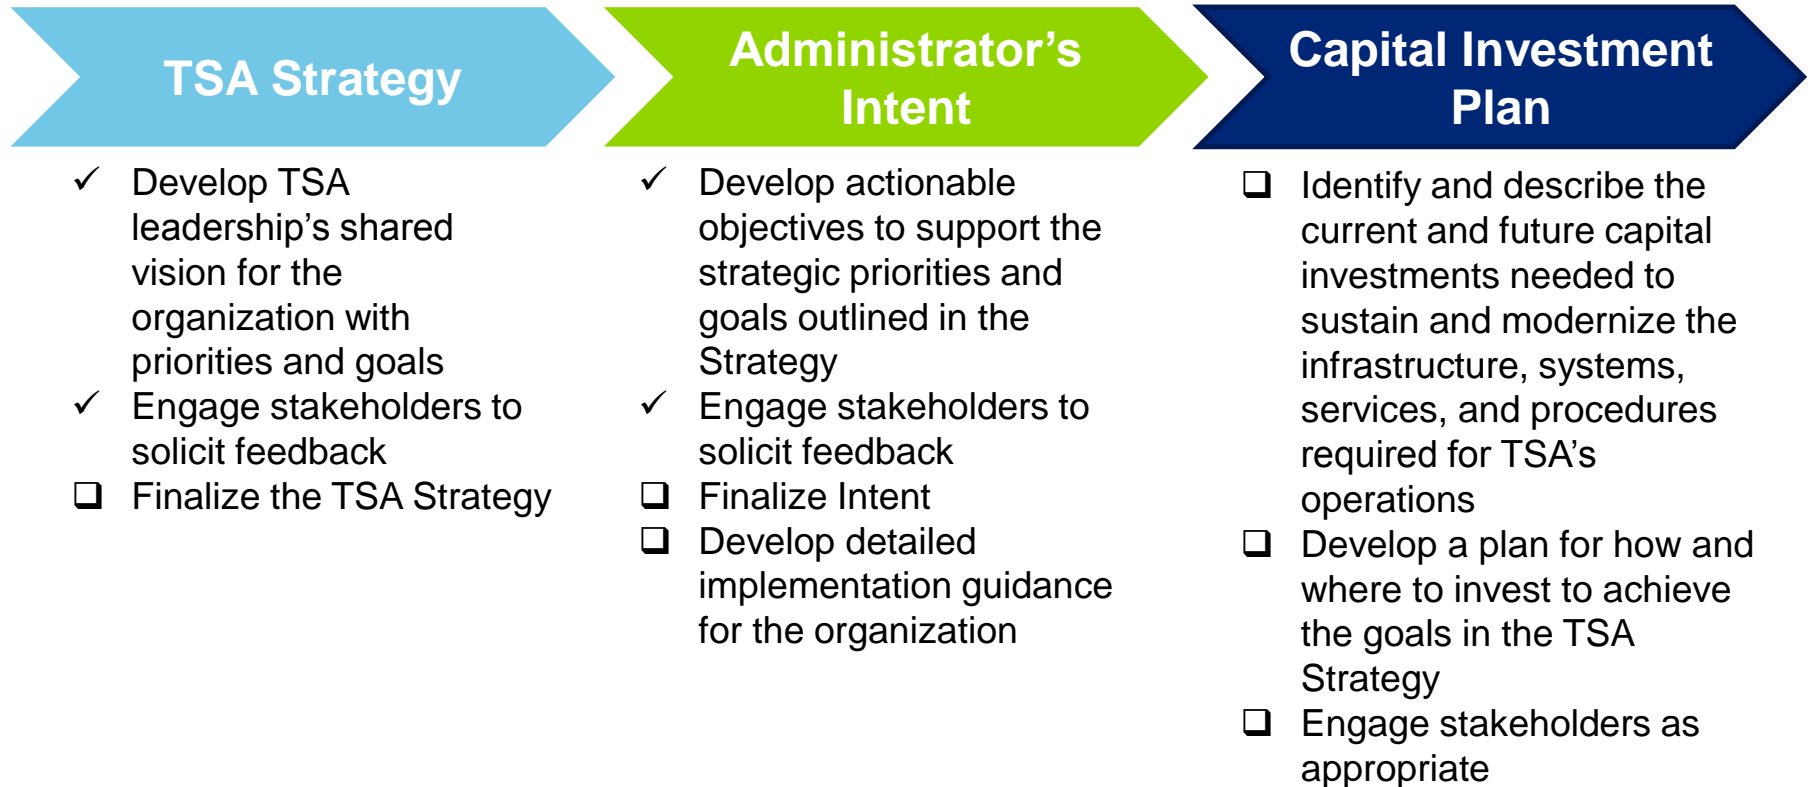 TSA Strategy
✓ Develop TSA
leadership’s shared
vision for the
organization with
priorities and goals
✓ Engage stakeholders to
solicit feedback
❑ Finalize the TSA Strategy
Administrator’s
Intent
✓ Develop actionable
objectives to support the
strategic priorities and
goals outlined in the
Strategy
✓ Engage stakeholders to
solicit feedback
❑ Finalize Intent
❑ Develop detailed
implementation guidance
for the organization
Capital Investment
Plan
❑ Identify and describe the
current and future capital
investments needed to
sustain and modernize the
infrastructure, systems,
services, and procedures
required for TSA’s
operations
❑ Develop a plan for how and
where to invest to achieve
the goals in the TSA
Strategy
❑ Engage stakeholders as
appropriate